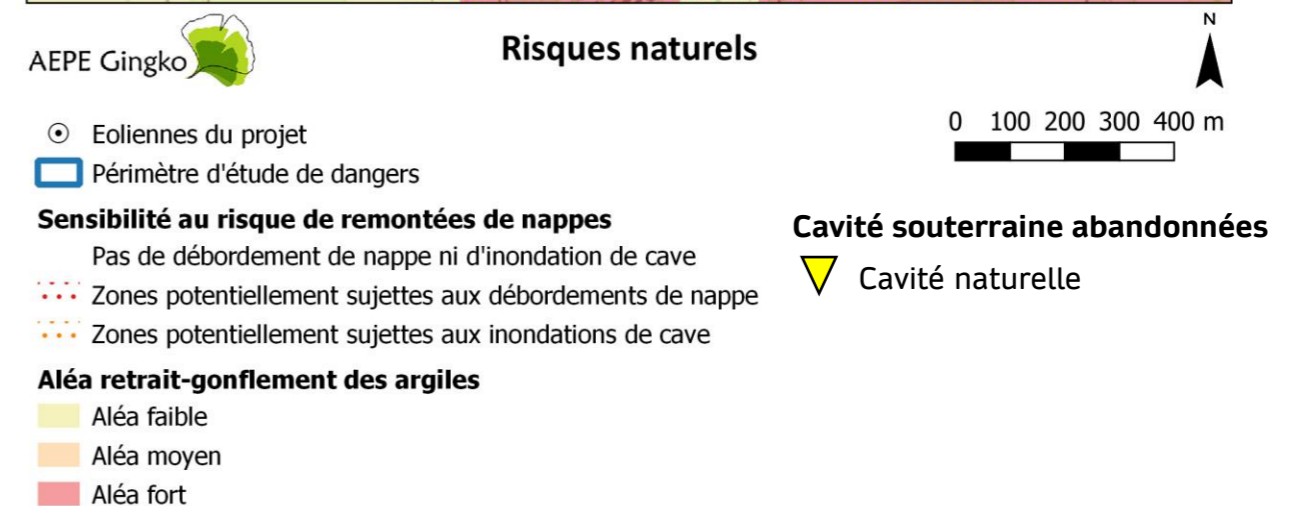 AEPE Gingko
Risques naturels
N
0 100 200 300 400 m
Eoliennes du projet
Périmètre d'étude de dangers
Sensibilité au risque de remontées de nappes
Pas de débordement de nappe ni d'inondation de cave
Zones potentiellement sujettes aux débordements de nappe
Zones potentiellement sujettes aux inondations de cave
Aléa retrait-gonflement des argiles
Aléa faible
Aléa moyen
Aléa fort
Cavité souterraine abandonnées
Cavité naturelle